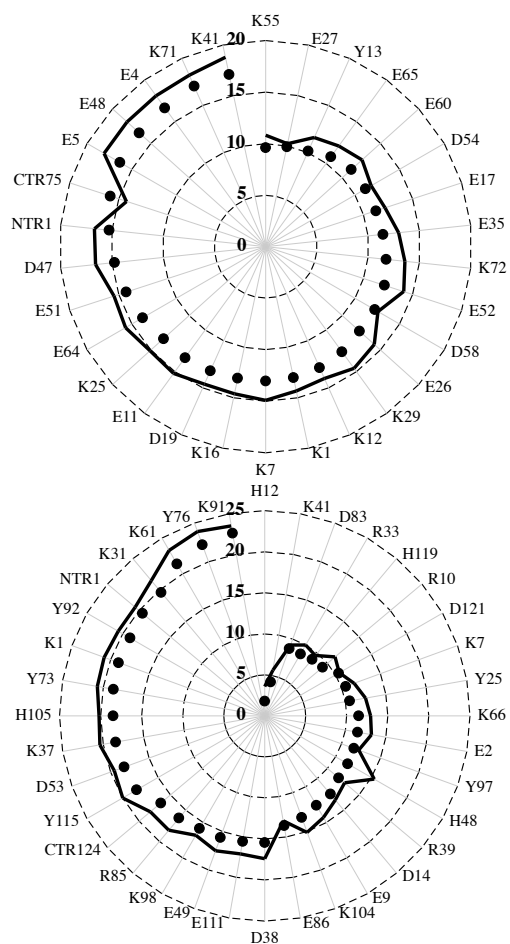 K55
K41 20 E27
K71 Y13
E4 E65
E48 15 E60
E5 10 D54
CTR75 5 E17
NTR1 0 E35
D47 K72
E51 E52
E64 D58
K25 E26
E11 K29
D19 K12
K16 K1
K7
H12
K91 25 K41
Y76 D83
K61 20 R33
K31 H119
NTR1 15 R10
Y92 10 D121
K1 5 K7
Y73 Y25
H105 0 K66
K37 E2
D53 Y97
Y115 H48
CTR124 R39
R85 D14
K98 E9
E49 K104
E111 E86
D38